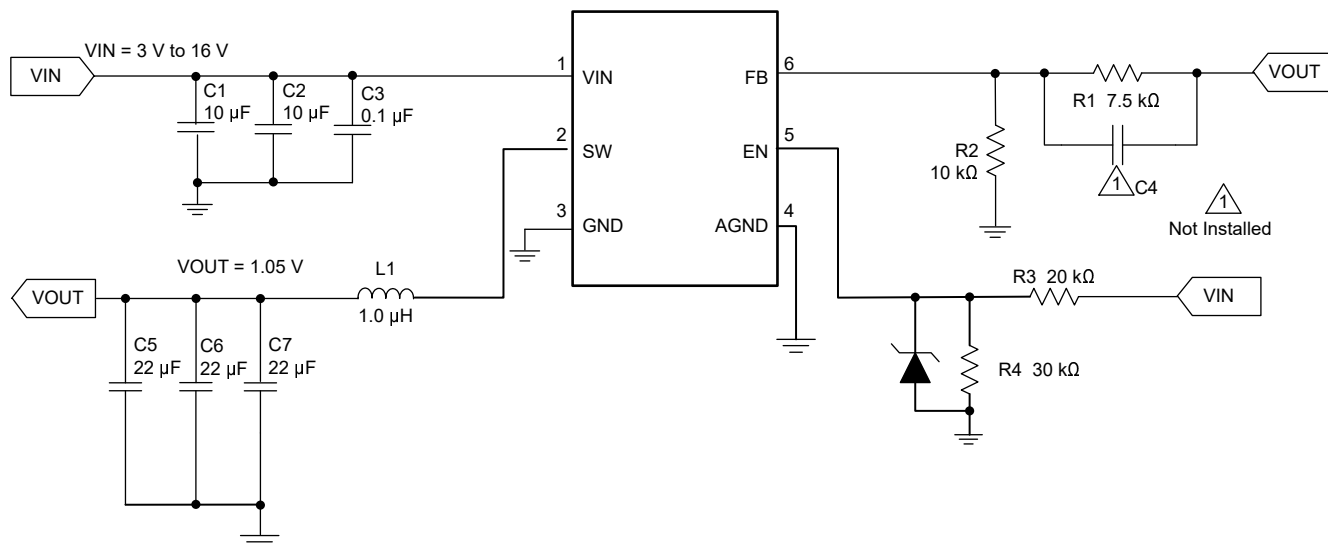 VIN = 3 V to 16 V
VIN
C1
10 µF
C2
10 µF
C3
0.1 µF
1
VIN
2
SW
3
GND
6
FB
5
EN
4
AGND
R1 7.5 kΩ
VOUT
R2
10 kΩ
1
C4
1
Not Installed
VOUT = 1.05 V
VOUT
L1
1.0 µH
C5
22 µF
C6
22 µF
C7
22 µF
R3 20 kΩ
VIN
R4 30 kΩ